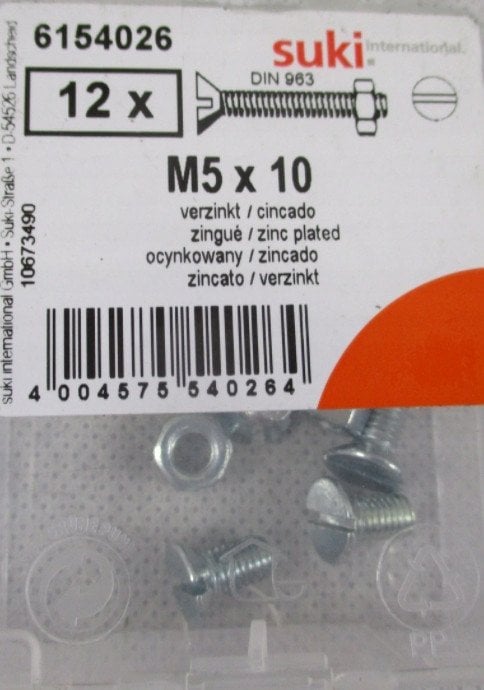 6154026
suki international.
12 x
DIN 963
M5 x 10
verzinkt / cincado
zingué / zinc plated
ocynkowany / zincado
zincato / verzinkt
suki international GmbH • Suki-Straße 1 • D-54526 Landscheid
10673490
4 004575 540264
PP